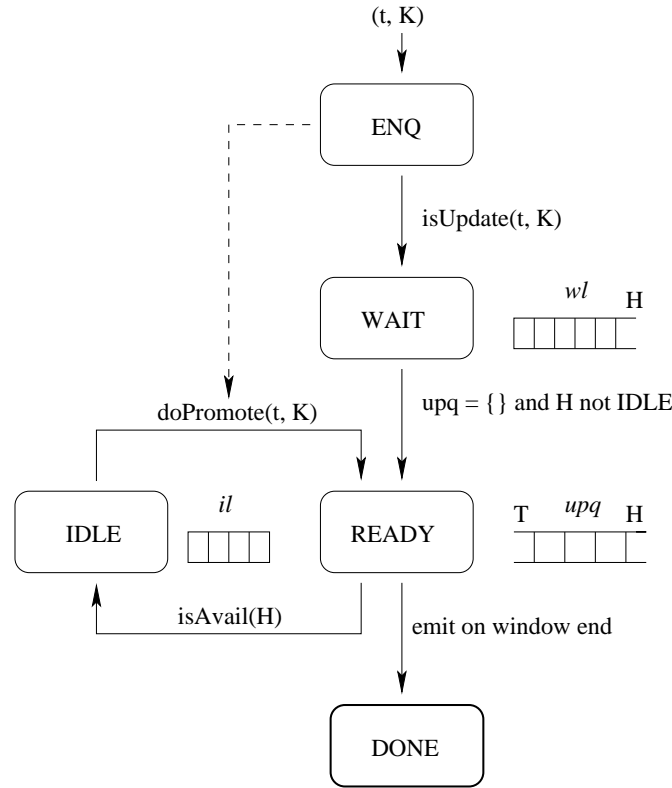 (t, K)
ENQ
isUpdate(t, K)
WAIT
wl
H
upq = {} and H not IDLE
doPromote(t, K)
IDLE
il
READY
T
upq
H
isAvail(H)
emit on window end
DONE